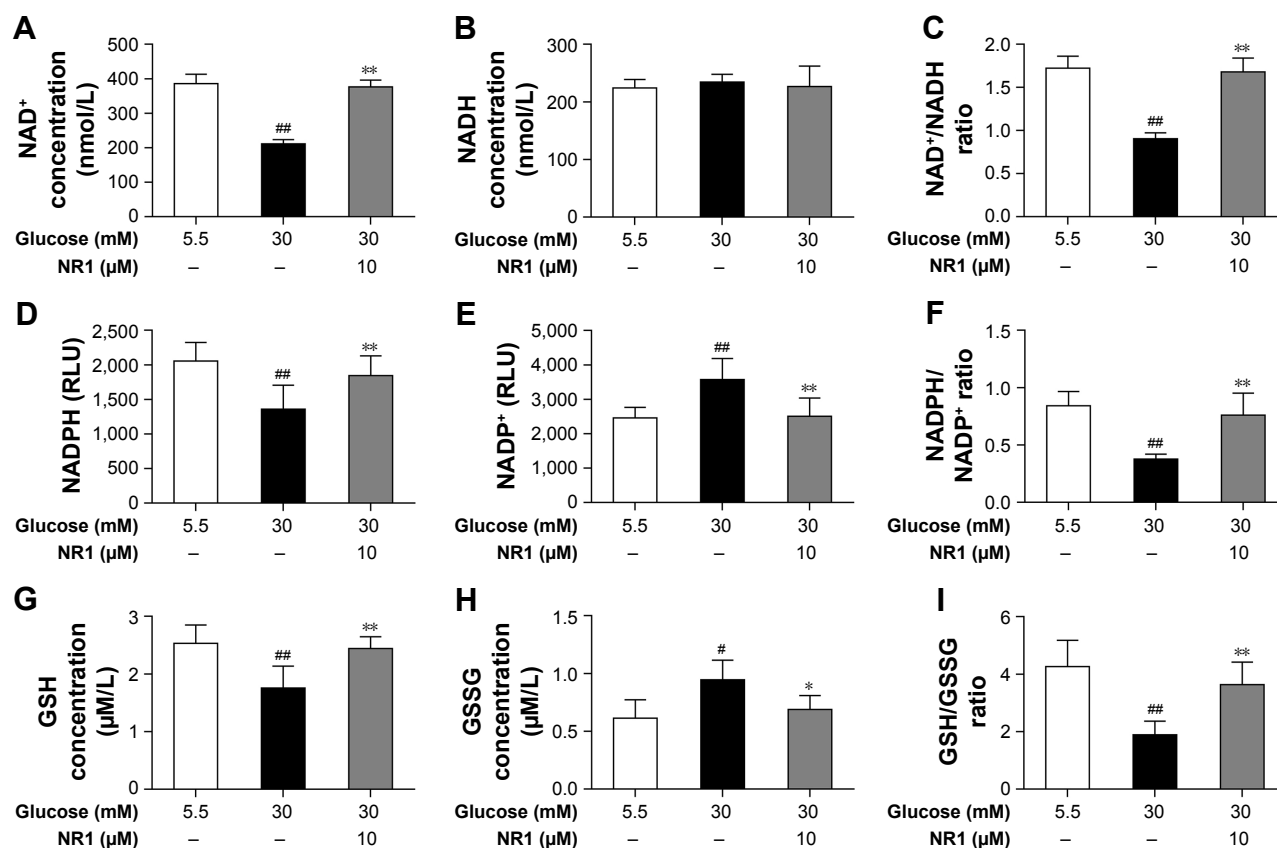 A
NAD⁺
concentration
(nmol/L)
500
400
300
200
100
0
##
**
Glucose (mM) 5.5 30 30
NR1 (µM) – – 10
B
NADH
concentration
(nmol/L)
300
200
100
0
Glucose (mM) 5.5 30 30
NR1 (µM) – – 10
C
NAD⁺/NADH
ratio
2.0
1.5
1.0
0.5
0.0
##
**
Glucose (mM) 5.5 30 30
NR1 (µM) – – 10
D
NADPH (RLU)
2,500
2,000
1,500
1,000
500
0
##
**
Glucose (mM) 5.5 30 30
NR1 (µM) – – 10
E
NADP⁺ (RLU)
5,000
4,000
3,000
2,000
1,000
0
##
**
Glucose (mM) 5.5 30 30
NR1 (µM) – – 10
F
NADPH/
NADP⁺ ratio
1.5
1.0
0.5
0.0
##
**
Glucose (mM) 5.5 30 30
NR1 (µM) – – 10
G
GSH
concentration
(µM/L)
3
2
1
0
##
**
Glucose (mM) 5.5 30 30
NR1 (µM) – – 10
H
GSSG
concentration
(µM/L)
1.5
1.0
0.5
0.0
#
*
Glucose (mM) 5.5 30 30
NR1 (µM) – – 10
I
GSH/GSSG
ratio
6
4
2
0
##
**
Glucose (mM) 5.5 30 30
NR1 (µM) – – 10